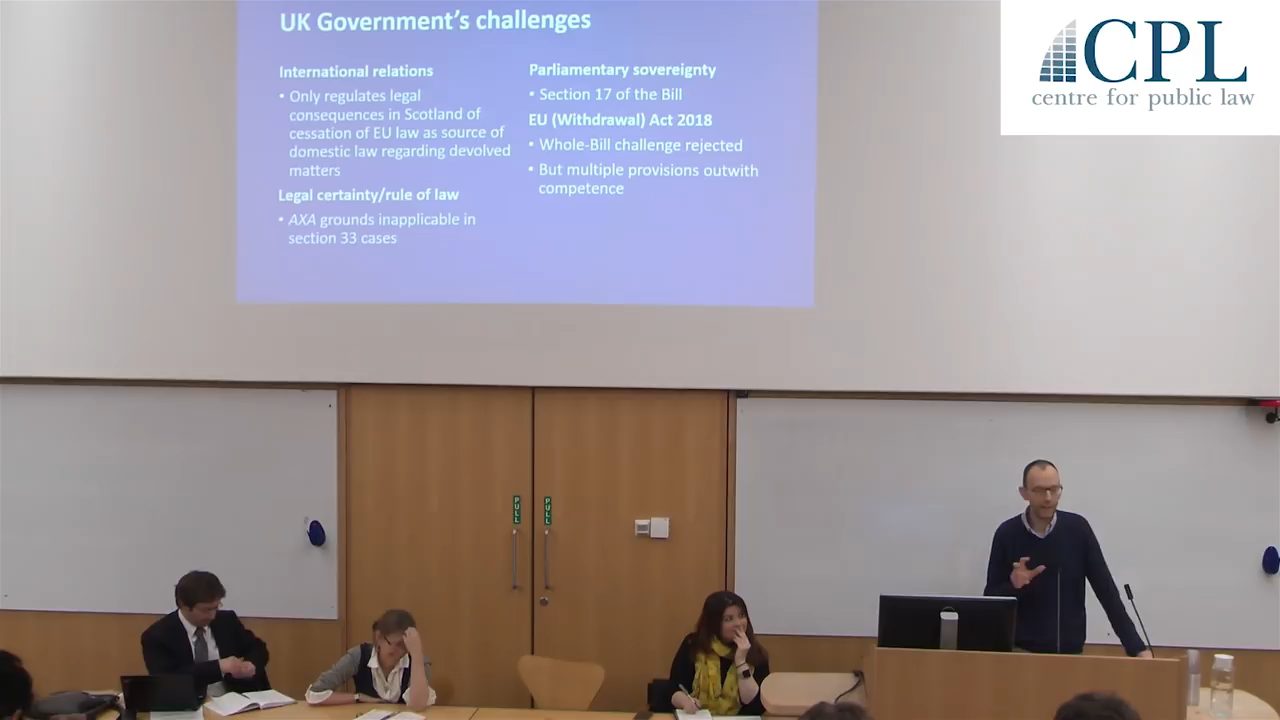 UK Government's challenges
International relations
• Only regulates legal
consequences in Scotland of
cessation of EU law as source of
domestic law regarding devolved
matters
Legal certainty/rule of law
• AXA grounds inapplicable in
section 33 cases
Parliamentary sovereignty
• Section 17 of the Bill
EU (Withdrawal) Act 2018
• Whole-Bill challenge rejected
• But multiple provisions outwith
competence
CPL
centre for public law
PULL
PULL